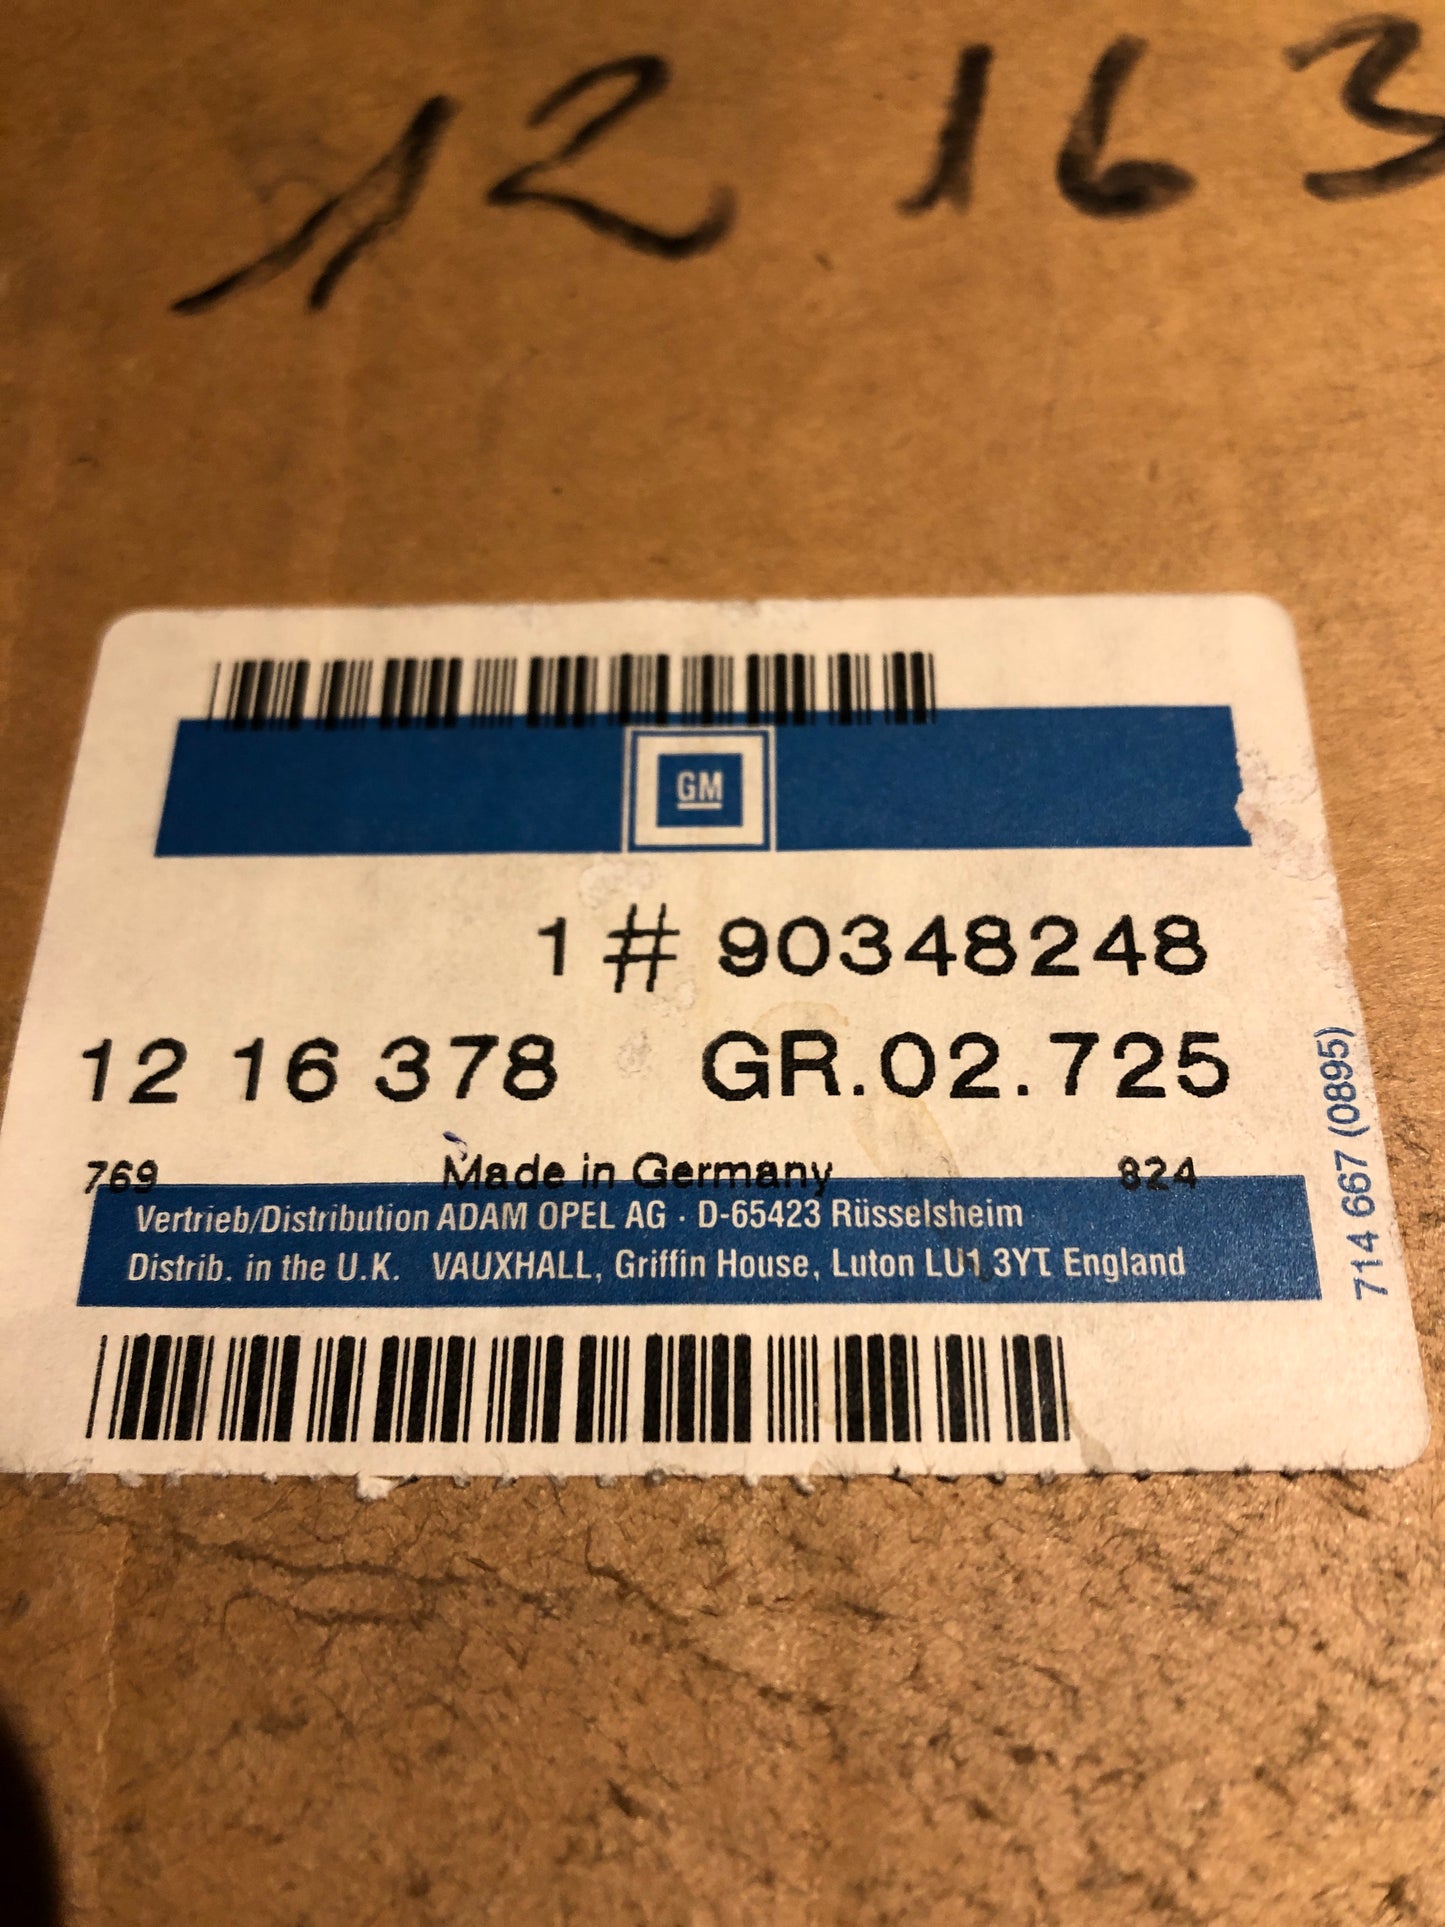 12 163
GM
1 # 90348248
12 16 378 GR.02.725
769 Made in Germany 824
Vertrieb/Distribution ADAM OPEL AG · D-65423 Rüsselsheim
Distrib. in the U.K. VAUXHALL, Griffin House, Luton LU1 3YT England
714 667 (0895)